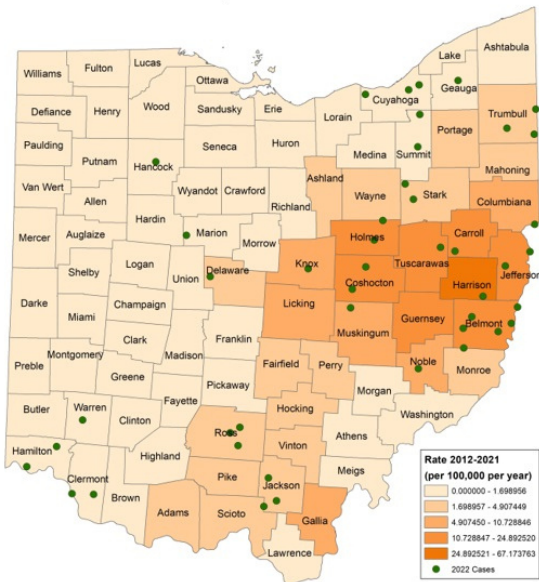 Williams
Fulton
Lucas
Ottawa
Lake
Ashtabula
Geauga
Cuyahoga
Defiance
Henry
Wood
Sandusky
Erie
Lorain
Trumbull
Paulding
Putnam
Hancock
Seneca
Huron
Medina
Summit
Portage
Mahoning
Van Wert
Allen
Wyandot
Crawford
Richland
Ashland
Wayne
Stark
Columbiana
Mercer
Auglaize
Hardin
Marion
Morrow
Holmes
Carroll
Shelby
Logan
Union
Delaware
Knox
Coshocton
Tuscarawas
Harrison
Jefferson
Darke
Miami
Champaign
Clark
Licking
Muskingum
Guernsey
Belmont
Preble
Montgomery
Greene
Madison
Franklin
Fairfield
Perry
Noble
Monroe
Butler
Warren
Clinton
Fayette
Pickaway
Hocking
Morgan
Washington
Hamilton
Clermont
Brown
Highland
Ross
Vinton
Athens
Meigs
Adams
Pike
Scioto
Jackson
Gallia
Lawrence
Rate 2012-2021
(per 100,000 per year)
0.000000 - 1.698956
1.698957 - 4.907449
4.907450 - 10.728846
10.728847 - 24.892520
24.892521 - 67.173763
2022 Cases